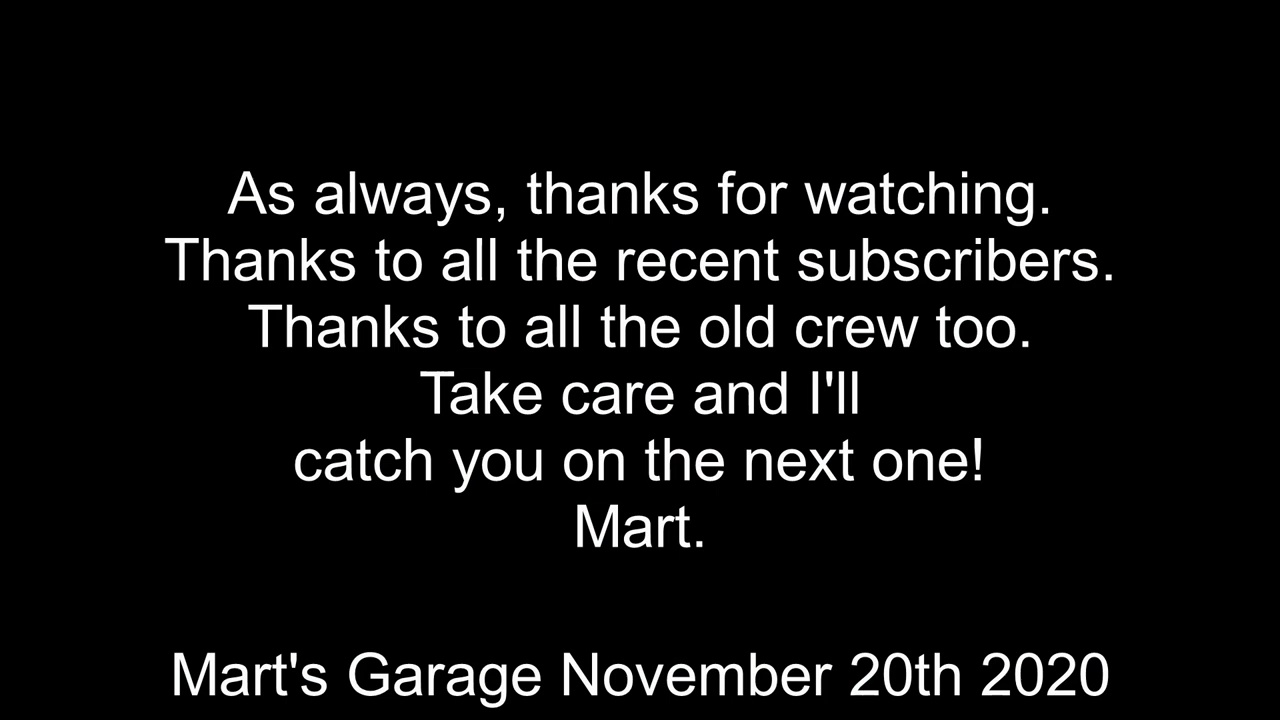 As always, thanks for watching.
Thanks to all the recent subscribers.
Thanks to all the old crew too.
Take care and I'll
catch you on the next one!
Mart.
Mart's Garage November 20th 2020